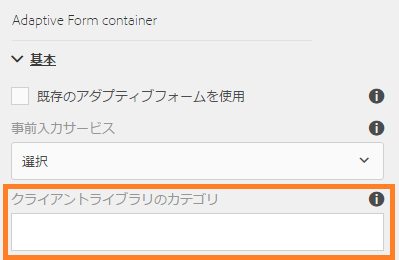 Adaptive Form container
基本
既存のアダプティブフォームを使用
事前入力サービス
選択
クライアントライブラリのカテゴリ